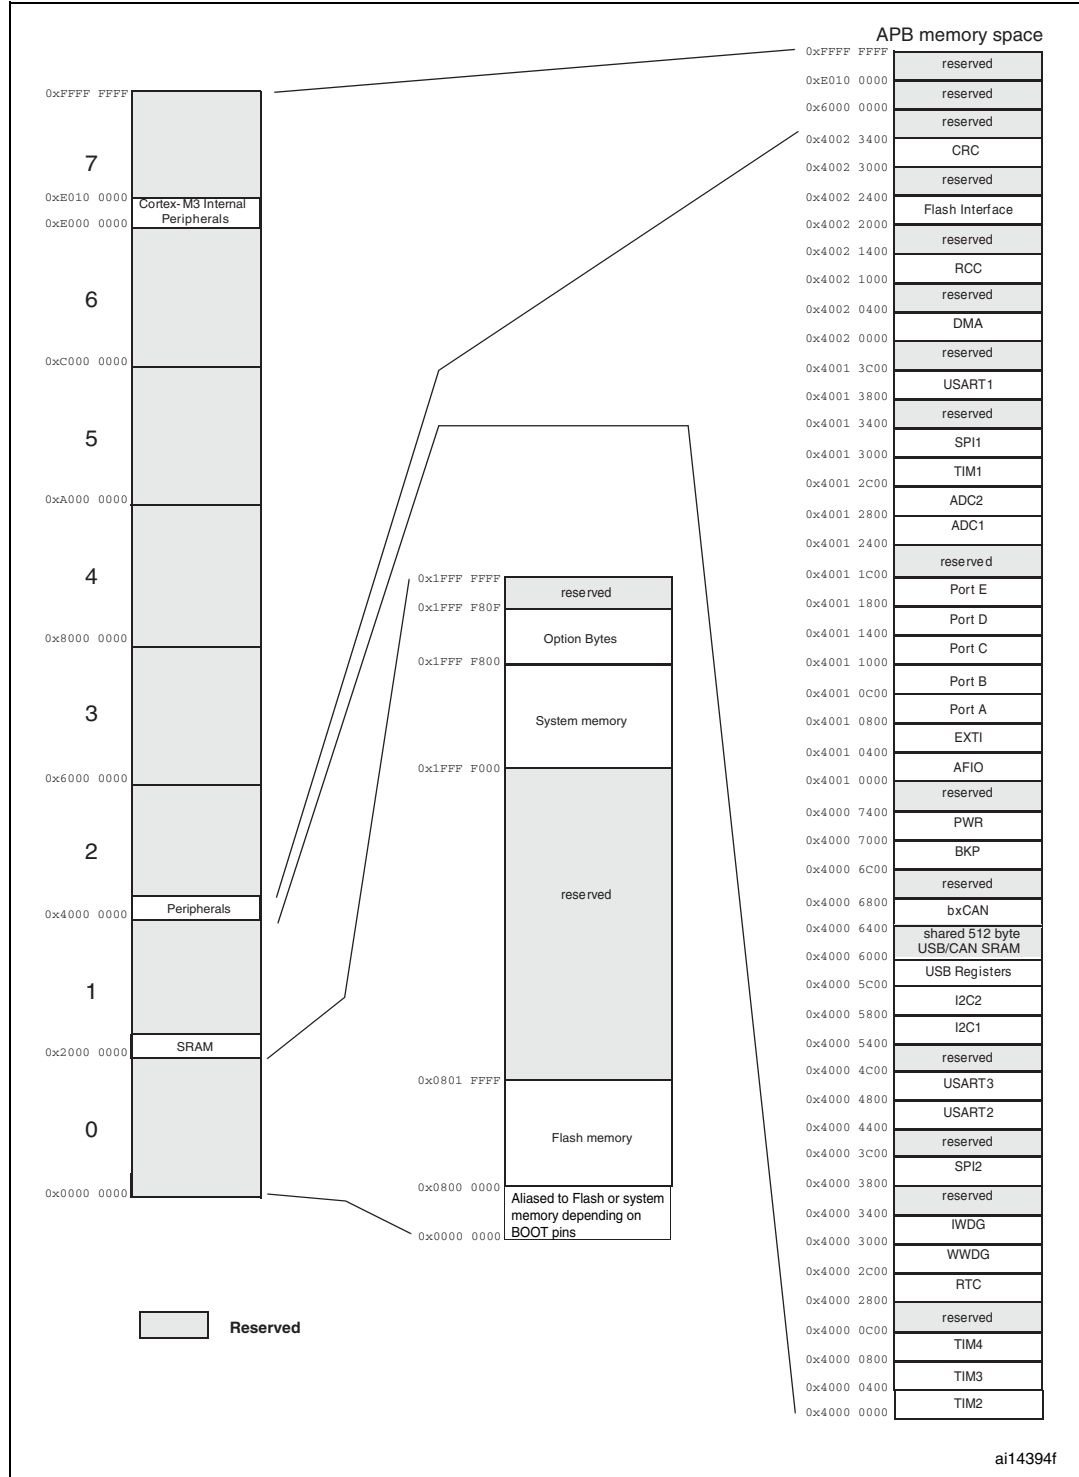 APB memory space
0xFFFF FFFF
7
0xE010 0000
Cortex-M3 Internal
Peripherals
0xE000 0000
6
0xC000 0000
5
0xA000 0000
4
0x8000 0000
3
0x6000 0000
2
Peripherals
0x4000 0000
1
SRAM
0x2000 0000
0
0x0000 0000
Reserved
0x1FFF FFFF
reserved
0x1FFF F80F
Option Bytes
0x1FFF F800
System memory
0x1FFF F000
reserved
0x0801 FFFF
Flash memory
0x0800 0000
Aliased to Flash or system
memory depending on
BOOT pins
0x0000 0000
0xFFFF FFFF
reserved
0xE010 0000
reserved
0x6000 0000
reserved
0x4002 3400
CRC
0x4002 3000
reserved
0x4002 2400
Flash Interface
0x4002 2000
reserved
0x4002 1400
RCC
0x4002 1000
reserved
0x4002 0400
DMA
0x4002 0000
reserved
0x4001 3C00
USART1
0x4001 3800
reserved
0x4001 3400
SPI1
0x4001 3000
TIM1
0x4001 2C00
ADC2
0x4001 2800
ADC1
0x4001 2400
reserved
0x4001 1C00
Port E
0x4001 1800
Port D
0x4001 1400
Port C
0x4001 1000
Port B
0x4001 0C00
Port A
0x4001 0800
EXTI
0x4001 0400
AFIO
0x4001 0000
reserved
0x4000 7400
PWR
0x4000 7000
BKP
0x4000 6C00
reserved
0x4000 6800
bxCAN
0x4000 6400
shared 512 byte
USB/CAN SRAM
0x4000 6000
USB Registers
0x4000 5C00
I2C2
0x4000 5800
I2C1
0x4000 5400
reserved
0x4000 4C00
USART3
0x4000 4800
USART2
0x4000 4400
reserved
0x4000 3C00
SPI2
0x4000 3800
reserved
0x4000 3400
IWDG
0x4000 3000
WWDG
0x4000 2C00
RTC
0x4000 2800
reserved
0x4000 0C00
TIM4
0x4000 0800
TIM3
0x4000 0400
TIM2
0x4000 0000
ai14394f